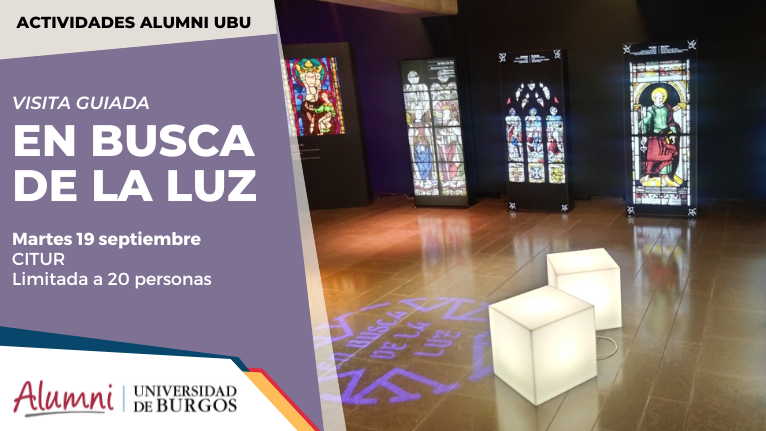 ACTIVIDADES ALUMNI UBU
VISITA GUIADA
EN BUSCA
DE LA LUZ
Martes 19 septiembre
CITUR
Limitada a 20 personas
Alumni
UNIVERSIDAD
DE BURGOS
EN BUSCA
DE LA
LUZ